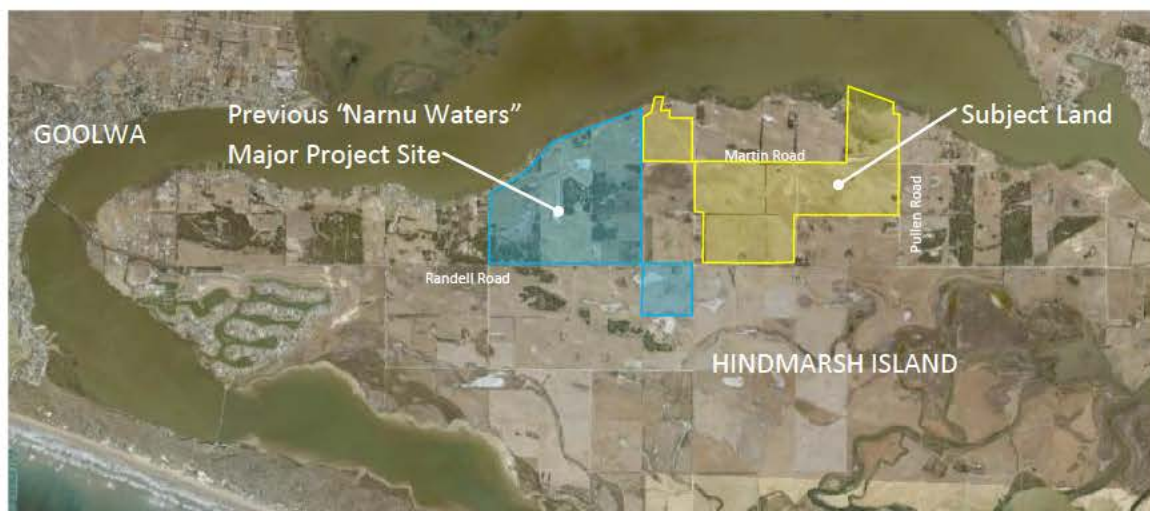 GOOLWA
Previous “Narnu Waters”
Major Project Site
Subject Land
Martin Road
Pullen Road
Randell Road
HINDMARSH ISLAND